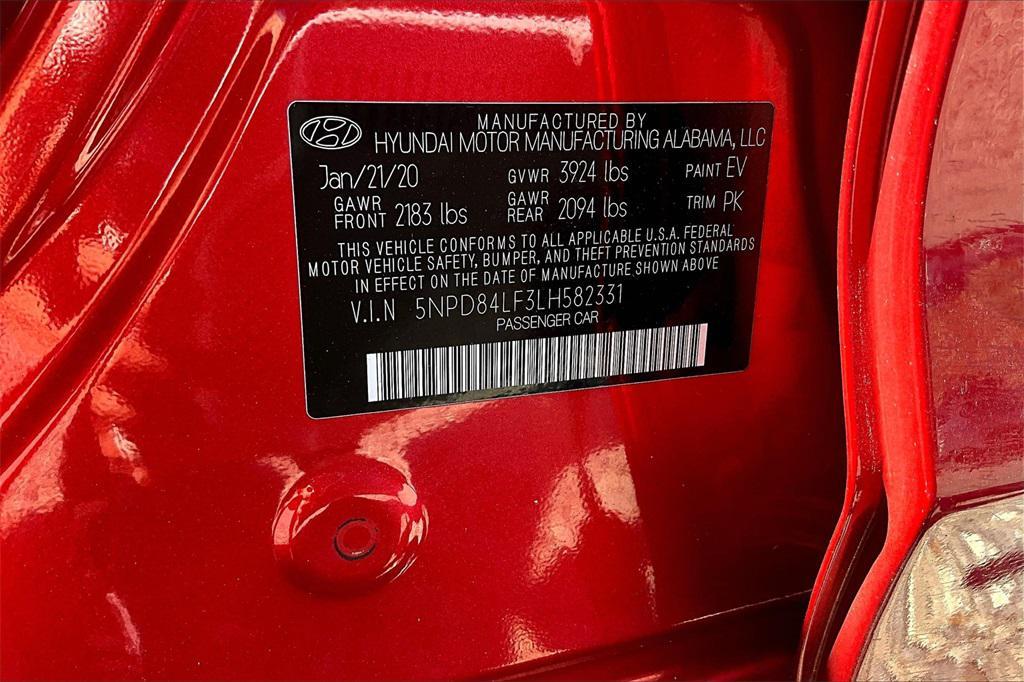 MANUFACTURED BY
HYUNDAI MOTOR MANUFACTURING ALABAMA, LLC
Jan/21/20 GVWR 3924 lbs PAINT EV
GAWR FRONT 2183 lbs GAWR REAR 2094 lbs TRIM PK
THIS VEHICLE CONFORMS TO ALL APPLICABLE U.S.A. FEDERAL
MOTOR VEHICLE SAFETY, BUMPER, AND THEFT PREVENTION STANDARDS
IN EFFECT ON THE DATE OF MANUFACTURE SHOWN ABOVE
V.I.N 5NPD84LF3LH582331
PASSENGER CAR